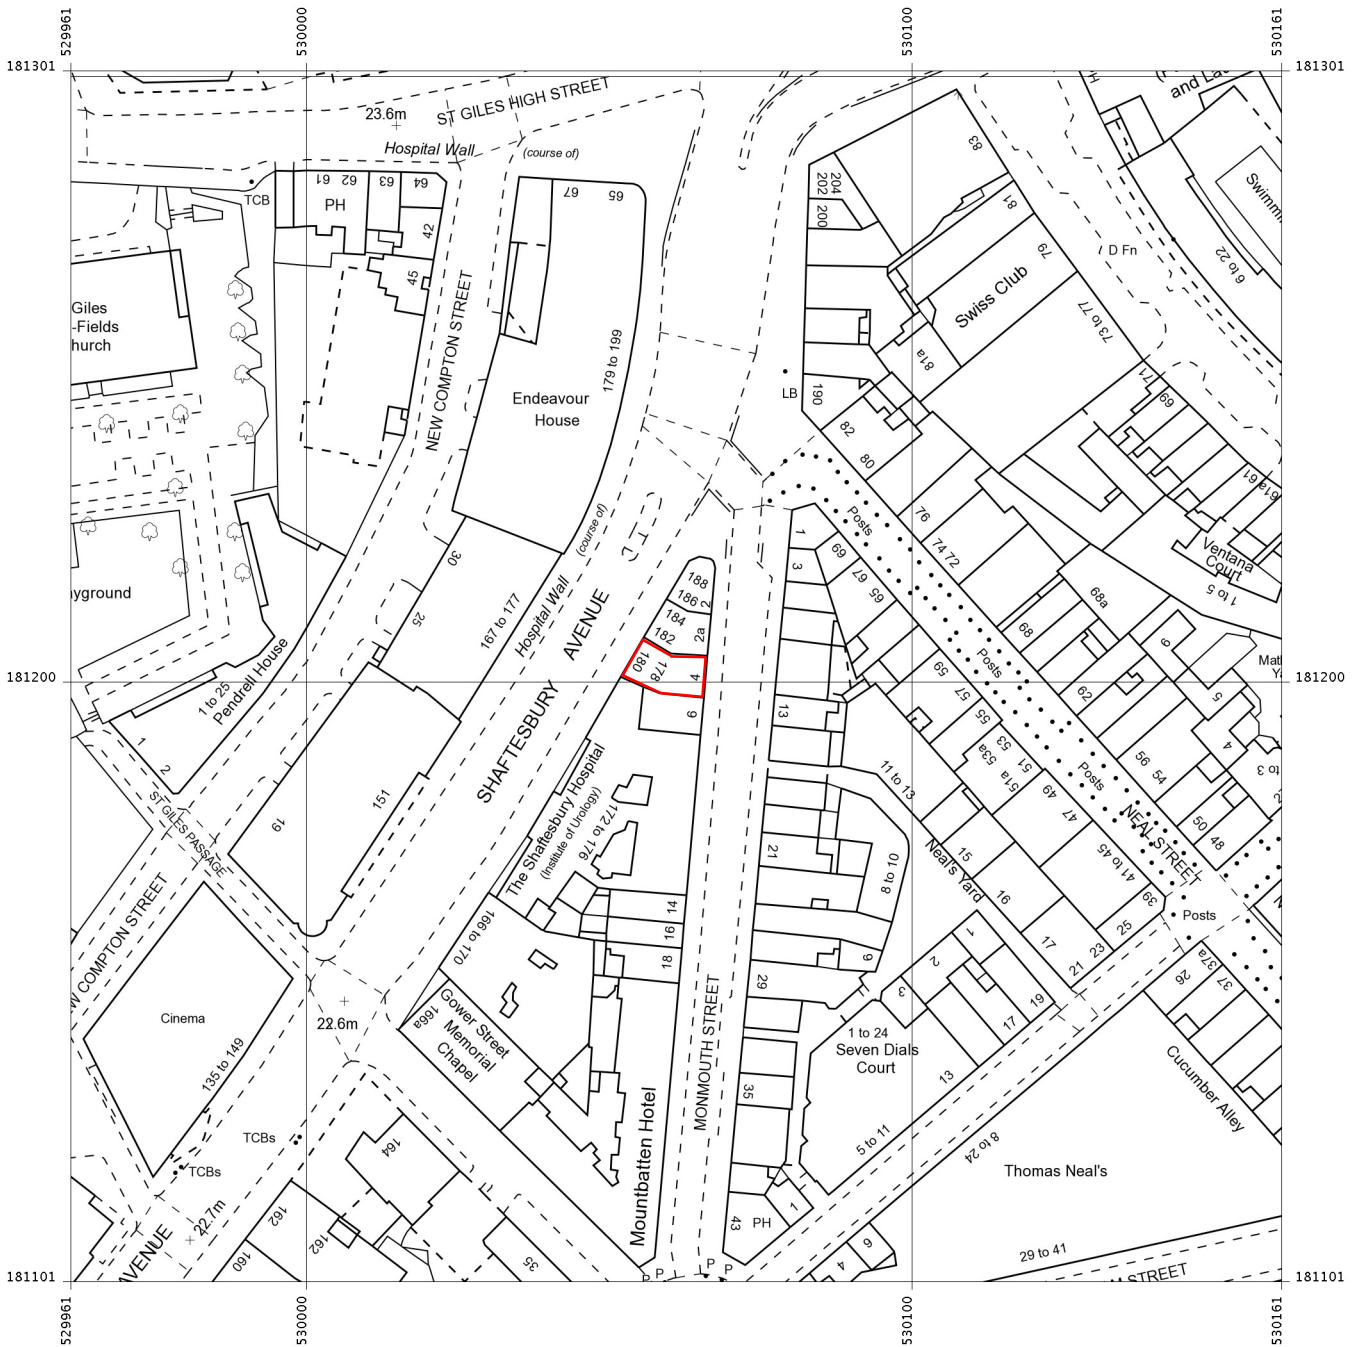 529961
530000
530100
530161
181301
181301
ST GILES HIGH STREET
23.6m
Hospital Wall
(course of)
and La
TCB
61
62
63
64
PH
42
45
67
65
202
204
200
83
81
79
Swiss Club
73 to 77
D Fn
6 to 22
Swimm
Giles
-Fields
hurch
NEW COMPTON STREET
179 to 199
Endeavour
House
LB
190
81a
82
80
71
69
61a
61
76
74
72
Posts
Ventana
Court
1 to 5
yground
30
25
167 to 177
Hospital Wall
(course of)
SHAFTESBURY
AVENUE
188
186
2
184
182
2a
180
178
4
6
1
3
69
67
65
68a
68
62
9
5
4
Posts
59
57
55
53
53a
51
51a
49
47
56
54
50
48
181200
181200
1 to 25
Pendrell House
1
2
ST GILES PASSAGE
19
151
13
11 to 13
Posts
NEAL STREET
The Shaftesbury Hospital
(Institute of Urology)
172 to
176
21
8 to 10
Neal's Yard
15
16
41 to 45
39
14
16
18
166 to
170
9
29
17
21
23
25
Posts
37a
37
26
1
2
3
19
17
W COMPTON STREET
Cinema
135 to 149
22.6m
166a
Gower Street
Memorial
Chapel
MONMOUTH STREET
1 to 24
Seven Dials
Court
13
35
Cucumber Alley
Mountbatten Hotel
TCBs
TCBs
164
5 to 11
8 to 24
Thomas Neal's
22.7m
AVENUE
162
162
160
35
43
PH
1
6
4
29 to 41
STREET
P
P
P
P
181101
181101
529961
530000
530100
530161